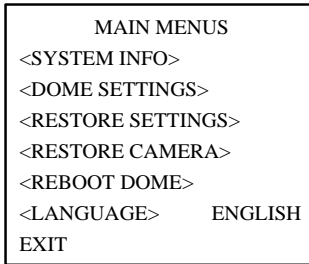 MAIN MENUS
<SYSTEM INFO>
<DOME SETTINGS>
<RESTORE SETTINGS>
<RESTORE CAMERA>
<REBOOT DOME>
<LANGUAGE> ENGLISH
EXIT